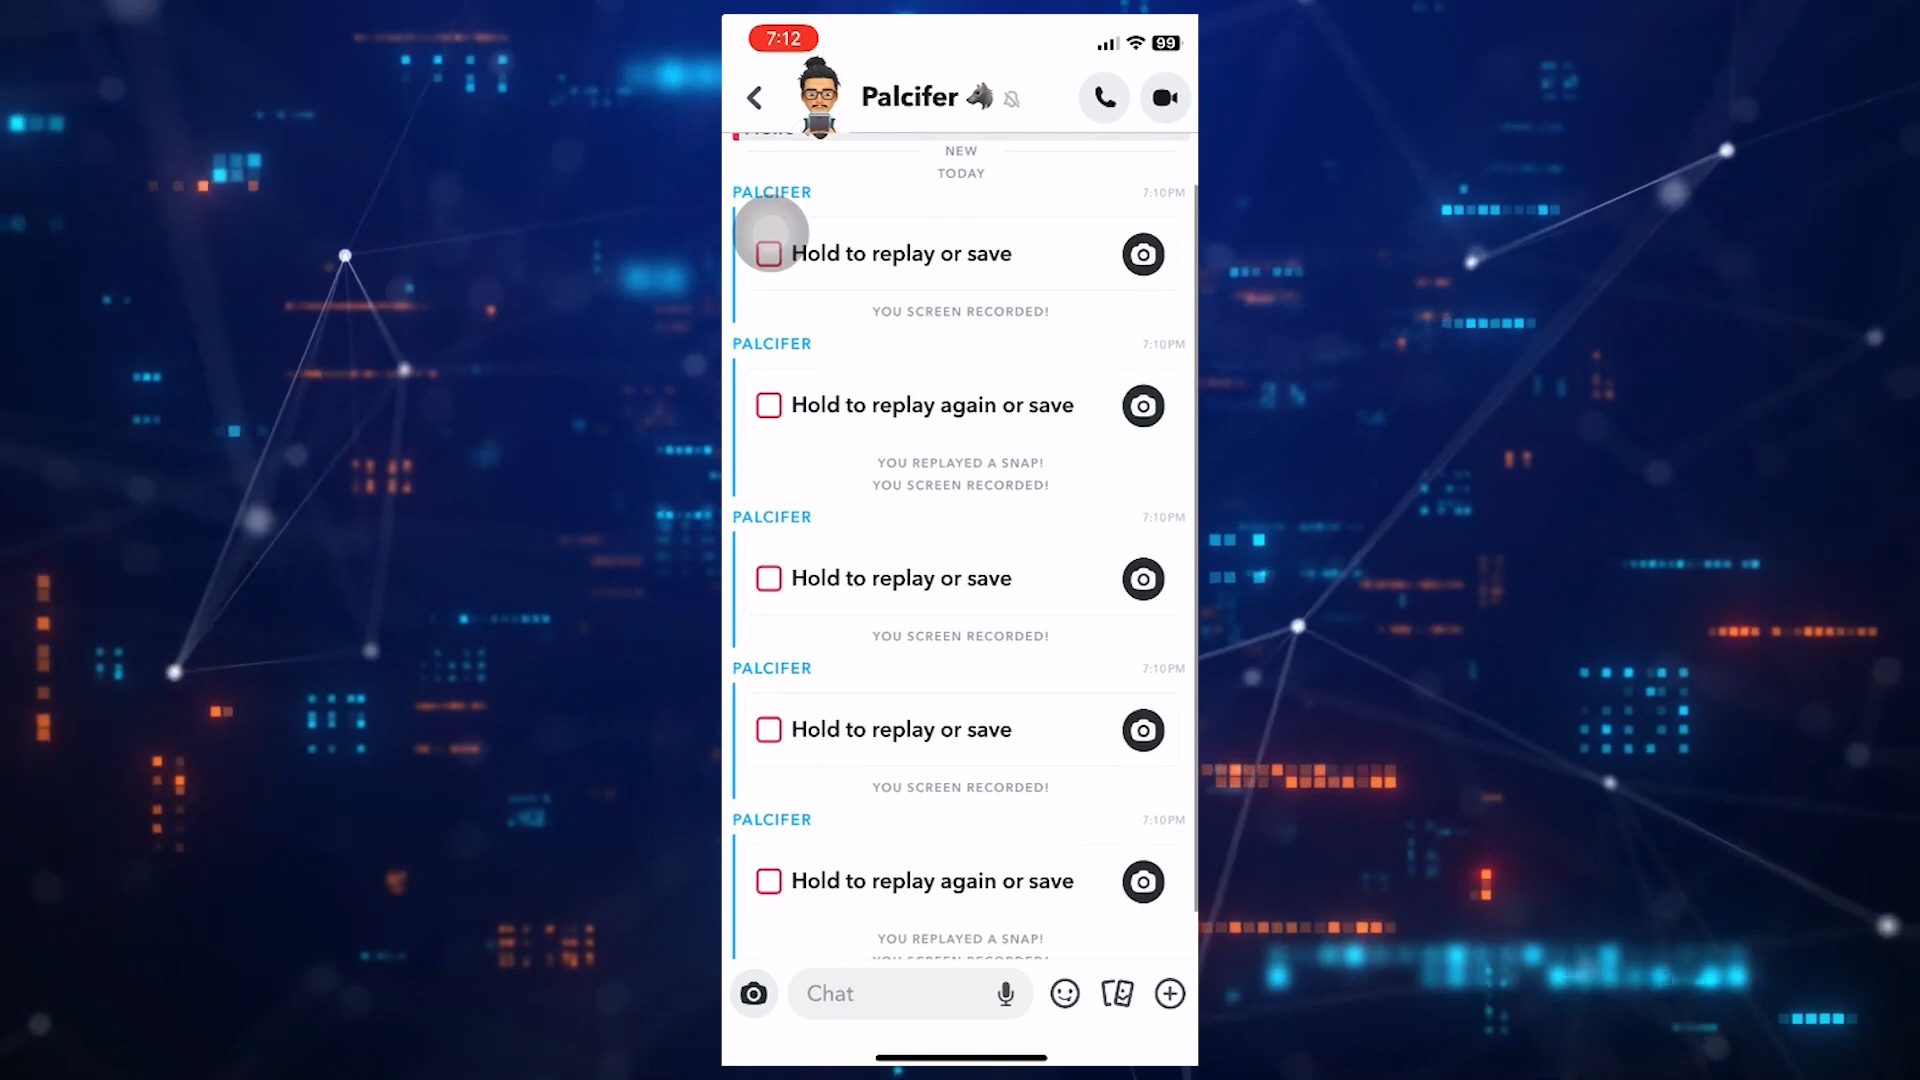 7:12
99
Palcifer
NEW
TODAY
PALCIFER 7:10PM
Hold to replay or save
YOU SCREEN RECORDED!
PALCIFER 7:10PM
Hold to replay again or save
YOU REPLAYED A SNAP!
YOU SCREEN RECORDED!
PALCIFER 7:10PM
Hold to replay or save
YOU SCREEN RECORDED!
PALCIFER 7:10PM
Hold to replay or save
YOU SCREEN RECORDED!
PALCIFER 7:10PM
Hold to replay again or save
YOU REPLAYED A SNAP!
Chat